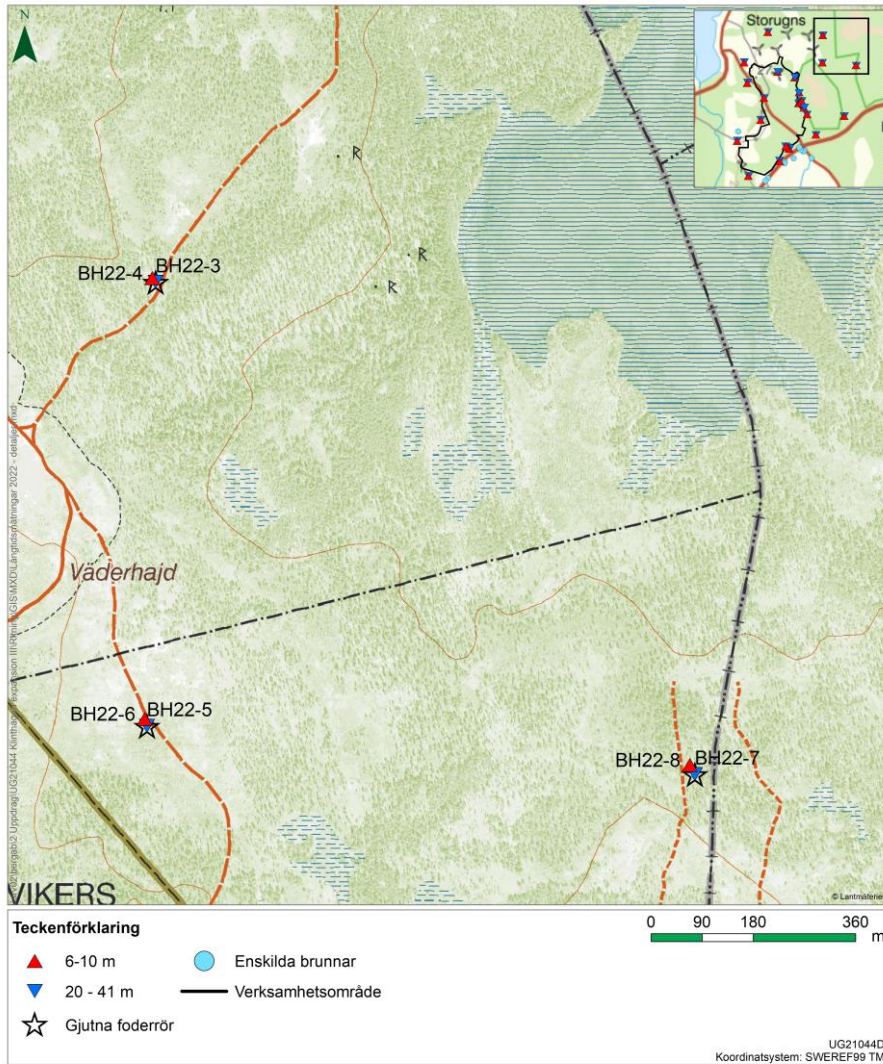 N
Storugns
R
R
R
BH22-4 BH22-3
Väderhajd
BH22-6 BH22-5
BH22-8 BH22-7
VIKERS
© Lantmäteriet
Teckenförklaring
6-10 m
20 - 41 m
Gjutna foderrör
Enskilda brunnar
Verksamhetsområde
0 90 180 360
m
UG21044D
Koordinatsystem: SWEREF99 TM